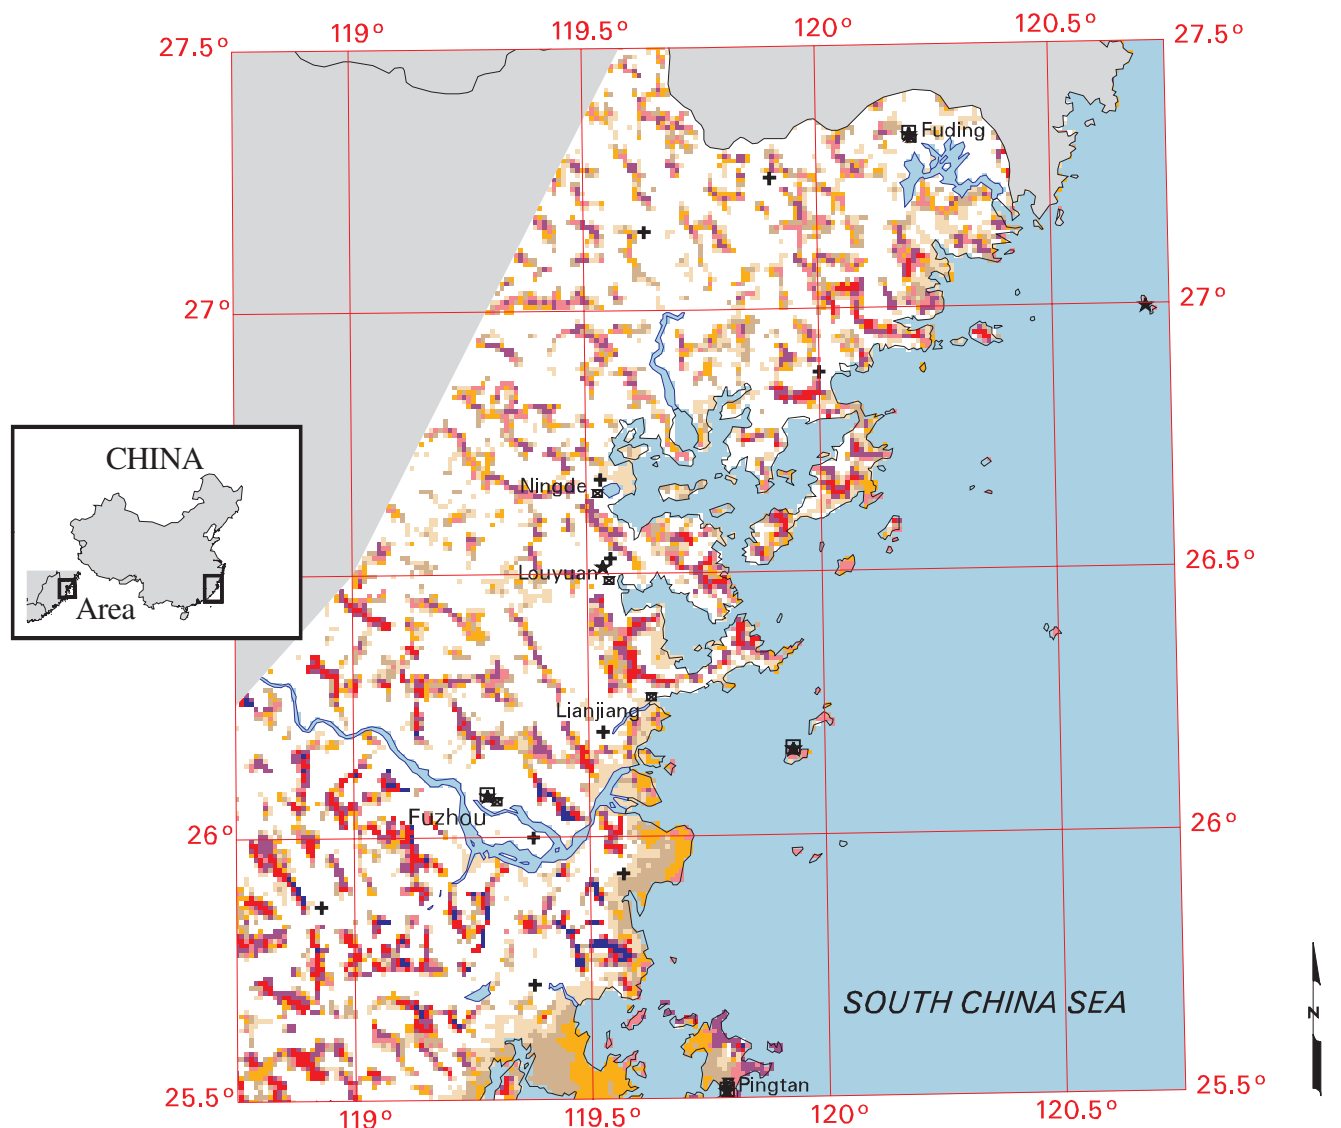 119° 119.5° 120° 120.5°
27.5° 27.5°
Fuding
27° 27°
CHINA
Area
Ningde
Louyuan
26.5°
Lianjiang
Fuzhou
26° 26°
SOUTH CHINA SEA
N
Pingtan
25.5° 25.5°
119° 119.5° 120° 120.5°